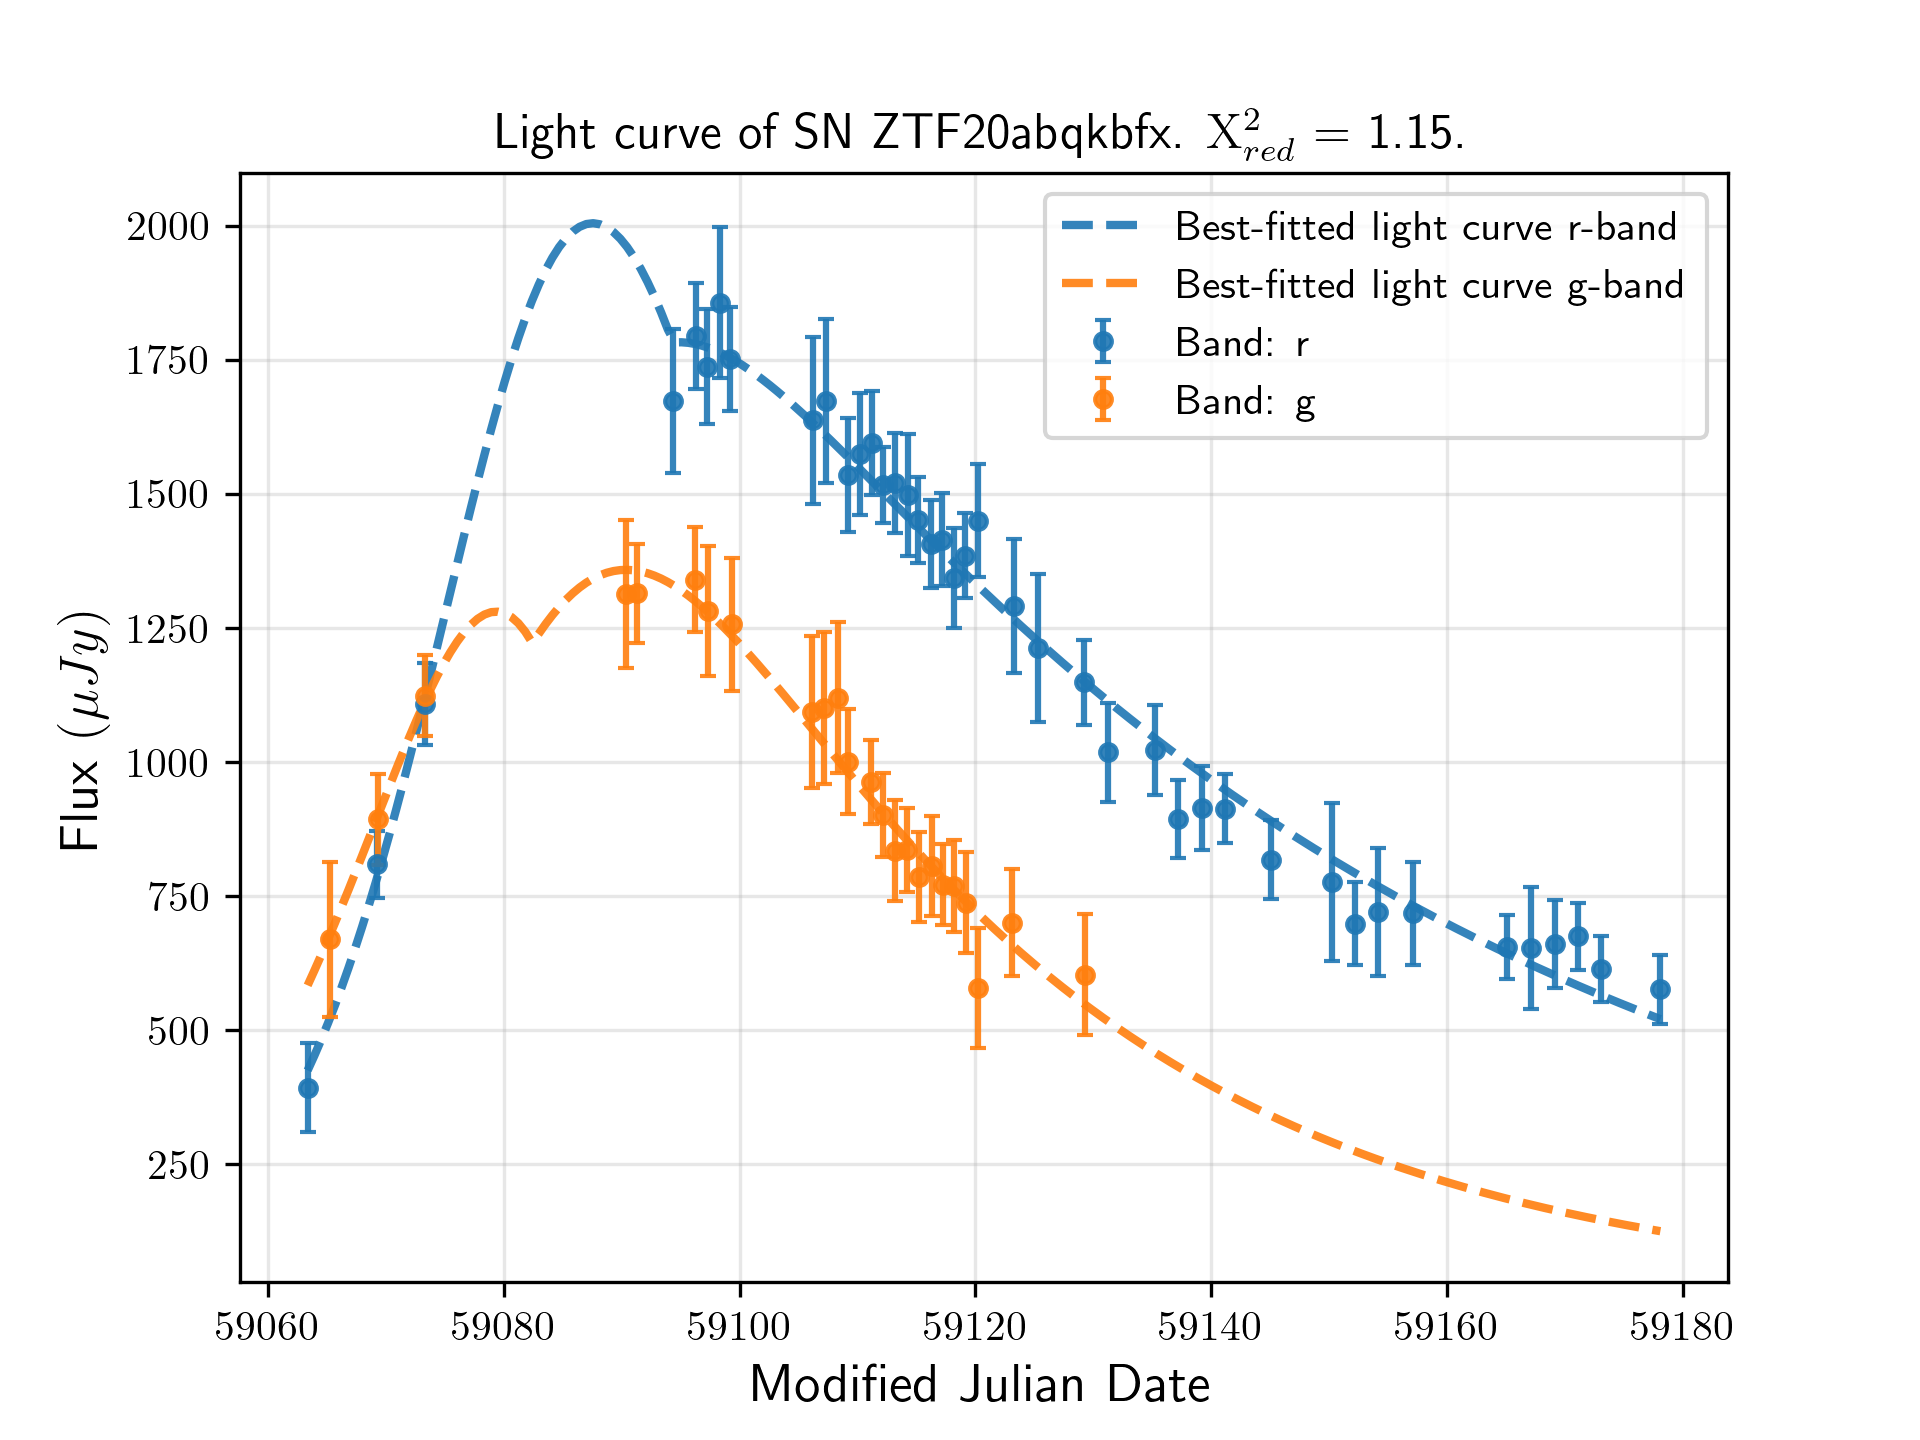 Light curve of SN ZTF20abqkbfx. X²_red = 1.15.
Best-fitted light curve r-band
Best-fitted light curve g-band
Band: r
Band: g
Flux (μJy)
2000
1750
1500
1250
1000
750
500
250
59060 59080 59100 59120 59140 59160 59180
Modified Julian Date